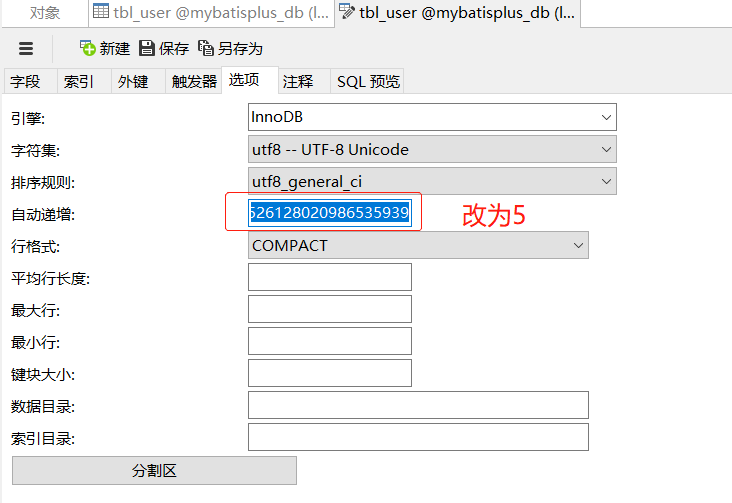 对象 tbl_user @mybatisplus_db (l... tbl_user @mybatisplus_db (l...
新建 保存 另存为
字段 索引 外键 触发器 选项 注释 SQL 预览
引擎: InnoDB
字符集: utf8 -- UTF-8 Unicode
排序规则: utf8_general_ci
自动递增: 526128020986535939 改为5
行格式: COMPACT
平均行长度:
最大行:
最小行:
键块大小:
数据目录:
索引目录:
分割区